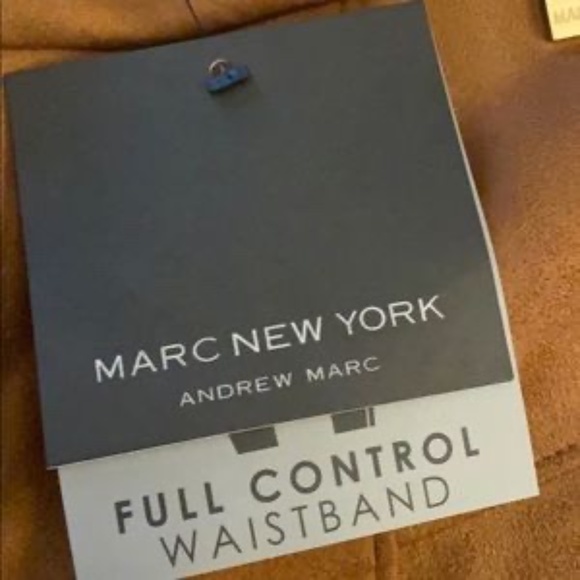 MARC NEW YORK
ANDREW MARC
FULL CONTROL
WAISTBAND